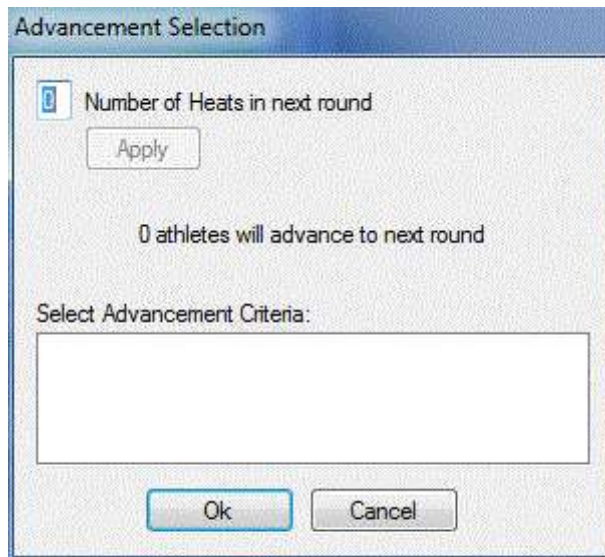 Advancement Selection
0 Number of Heats in next round
Apply
0 athletes will advance to next round
Select Advancement Criteria:
Ok Cancel